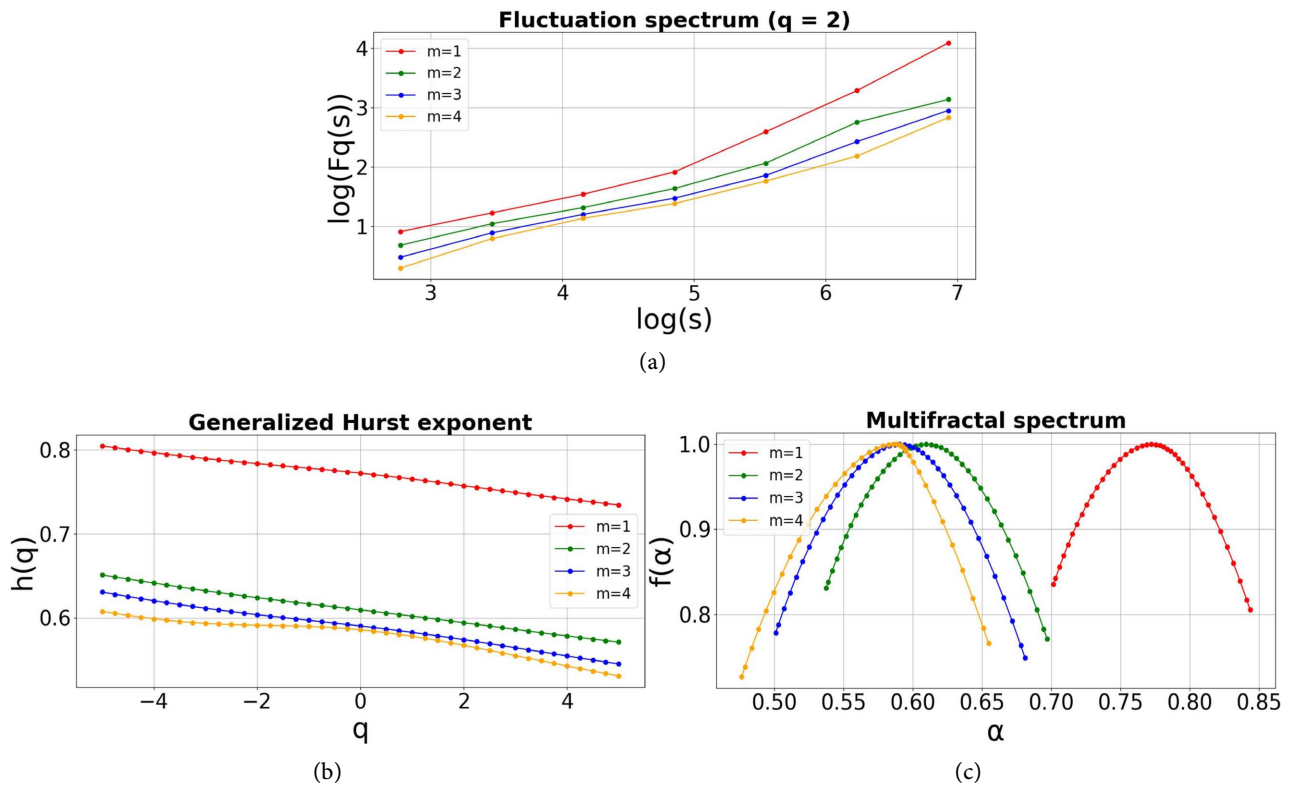 Fluctuation spectrum (q = 2)
log(Fq(s))
4
3
2
1
m=1
m=2
m=3
m=4
3 4 5 6 7
log(s)
(a)
Generalized Hurst exponent
h(q)
0.8
0.7
0.6
m=1
m=2
m=3
m=4
−4 −2 0 2 4
q
(b)
Multifractal spectrum
f(α)
1.0
0.9
0.8
m=1
m=2
m=3
m=4
0.50 0.55 0.60 0.65 0.70 0.75 0.80 0.85
α
(c)